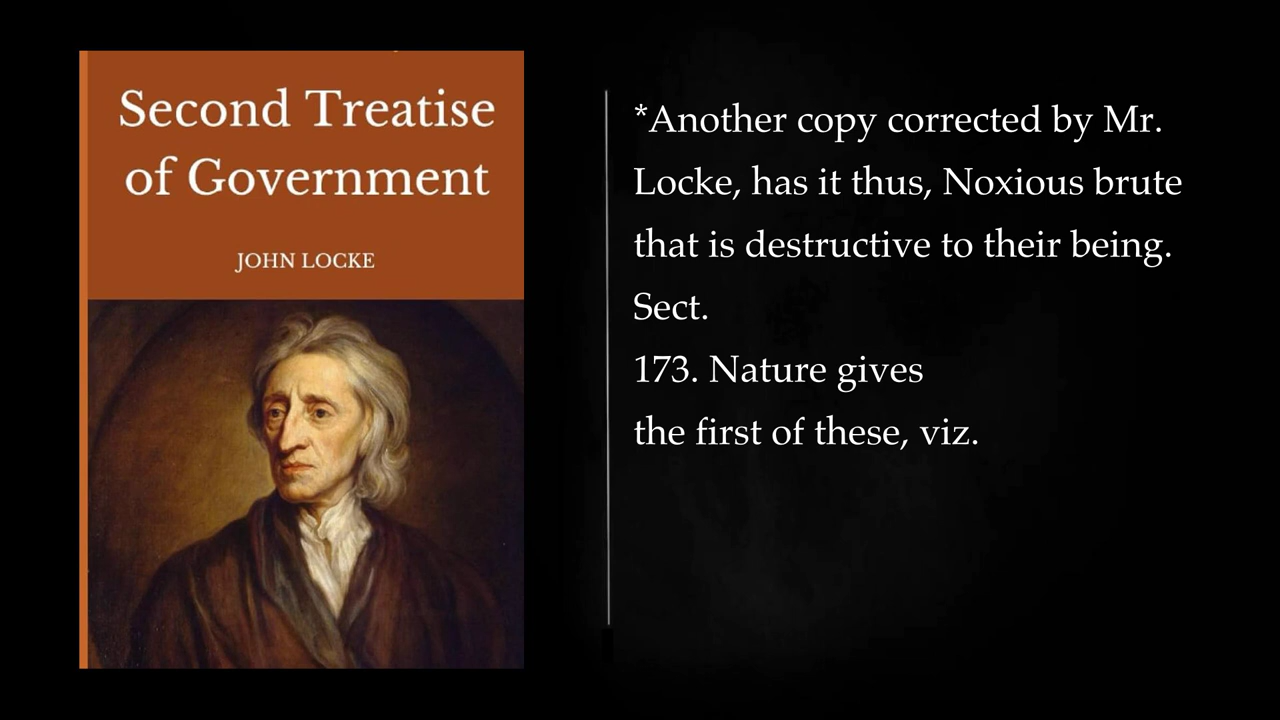 Second Treatise
of Government
JOHN LOCKE
*Another copy corrected by Mr.
Locke, has it thus, Noxious brute
that is destructive to their being.
Sect.
173. Nature gives
the first of these, viz.